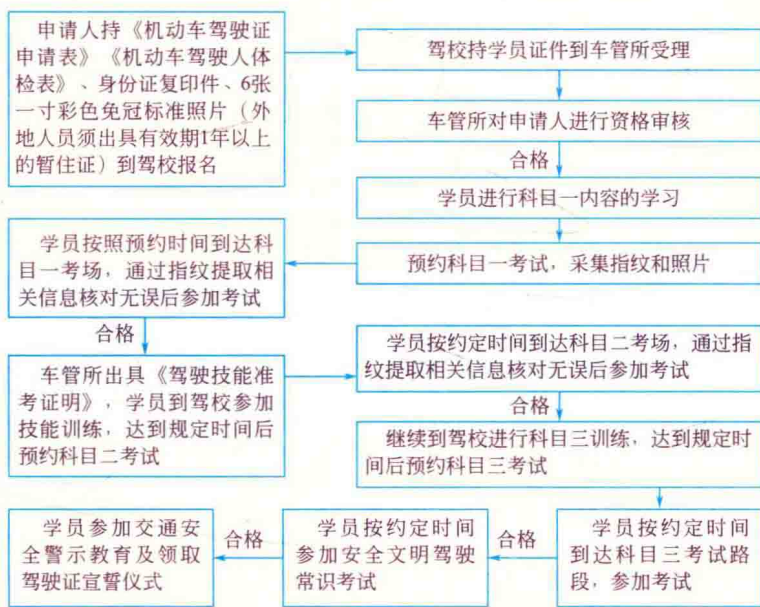 申请人持《机动车驾驶证
申请表》《机动车驾驶人体
检表》、身份证复印件、6张
一寸彩色免冠标准照片（外
地人员须出具有效期1年以上
的暂住证）到驾校报名
驾校持学员证件到车管所受理
车管所对申请人进行资格审核
合格
学员进行科目一内容的学习
预约科目一考试，采集指纹和照片
学员按照预约时间到达科
目一考场，通过指纹提取相
关信息核对无误后参加考试
合格
车管所出具《驾驶技能准
考证明》，学员到驾校参加
技能训练，达到规定时间后
预约科目二考试
学员按约定时间到达科目二考场，通过指
纹提取相关信息核对无误后参加考试
合格
继续到驾校进行科目三训练，达到规定时
间后预约科目三考试
学员按约定时间
到达科目三考试路
段，参加考试
合格
学员按约定时间
参加安全文明驾驶
常识考试
合格
学员参加交通安
全警示教育及领取
驾驶证宣誓仪式